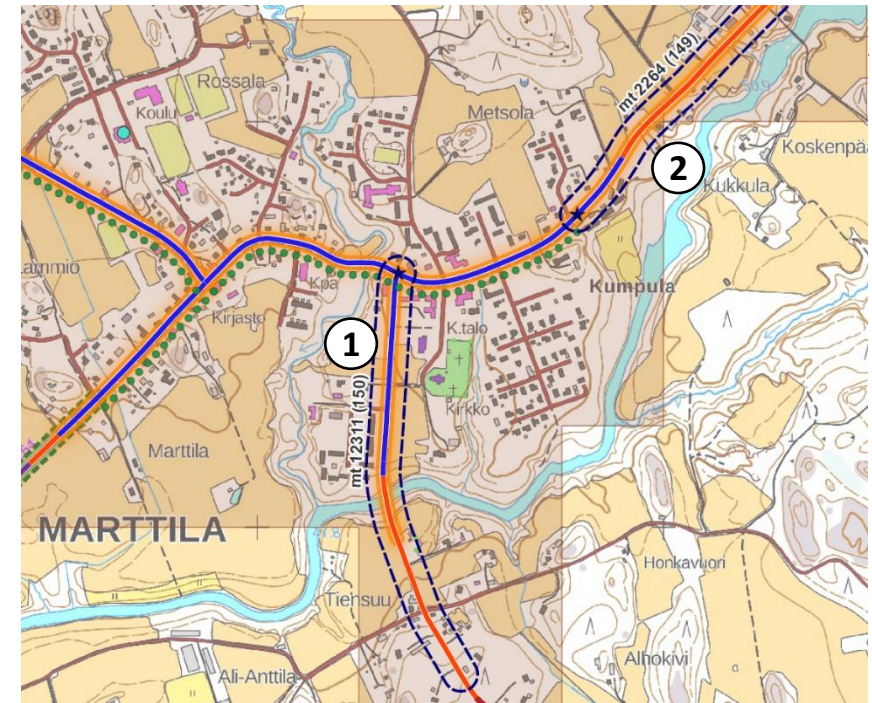 Rossala
Koulu
mt 2264 (149)
Metsola
2
Kukkula
Lammio
Kpa
Kumpula
Kirjasto
1
K.talo
Kirkko
mt 12311 (150)
Marttila
MARTTILA
Tiensuu
Honkavuori
Ali-Anttila
Alhokivi